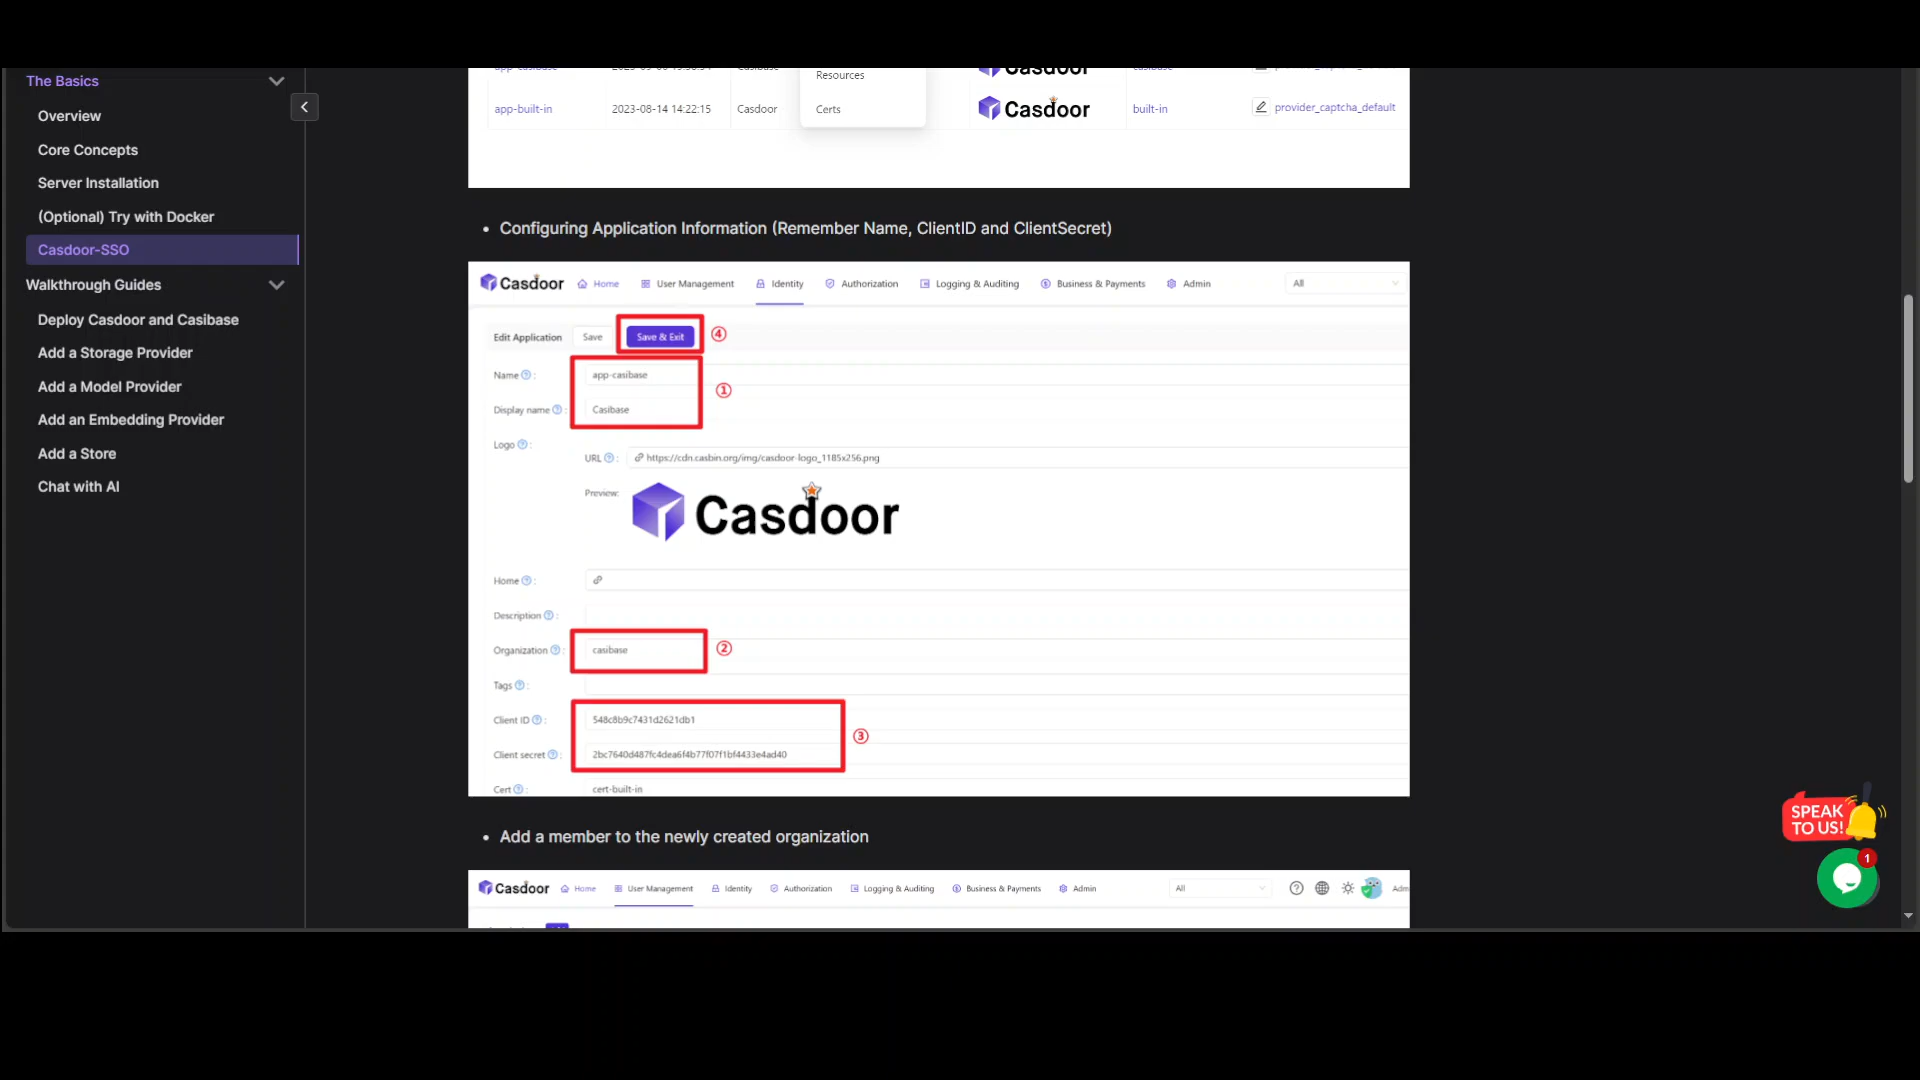 The Basics
Overview
Core Concepts
Server Installation
(Optional) Try with Docker
Casdoor-SSO
Walkthrough Guides
Deploy Casdoor and Casibase
Add a Storage Provider
Add a Model Provider
Add an Embedding Provider
Add a Store
Chat with AI
Resources
app-built-in 2023-08-14 14:22:15 Casdoor Certs Casdoor built-in provider_captcha_default
Configuring Application Information (Remember Name, ClientID and ClientSecret)
Casdoor Home User Management Identity Authorization Logging & Auditing Business & Payments Admin All
Edit Application Save Save & Exit ④
Name : app-casibase
①
Display name : Casibase
Logo :
URL : https://cdn.casbin.org/img/casdoor-logo_1185x256.png
Preview:
Casdoor
Home :
Description :
Organization : casibase ②
Tags :
Client ID : 548c8b9c7431d2621db1
③
Client secret : 2bc7640d487fc4dea6f4b77f07f1bf4433e4ad40
Cert : cert-built-in
Add a member to the newly created organization
Casdoor Home User Management Identity Authorization Logging & Auditing Business & Payments Admin All Adm
SPEAK
TO US!
1